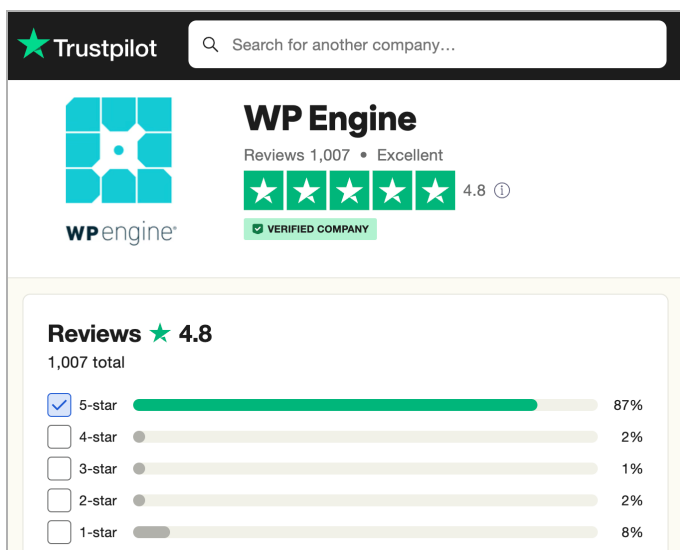 Trustpilot
Search for another company...
WP Engine
Reviews 1,007 • Excellent
4.8
VERIFIED COMPANY
WPengine®
Reviews ★ 4.8
1,007 total
5-star 87%
4-star 2%
3-star 1%
2-star 2%
1-star 8%